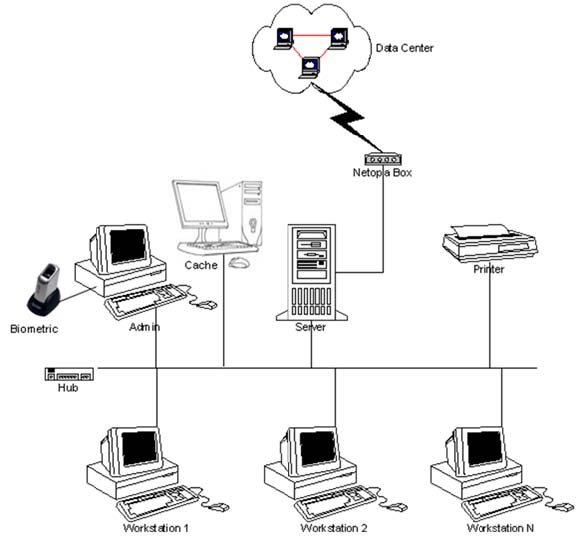 Data Center
Netopia Box
Cache
Printer
Biometric
Admin
Server
Hub
Workstation 1
Workstation 2
Workstation N